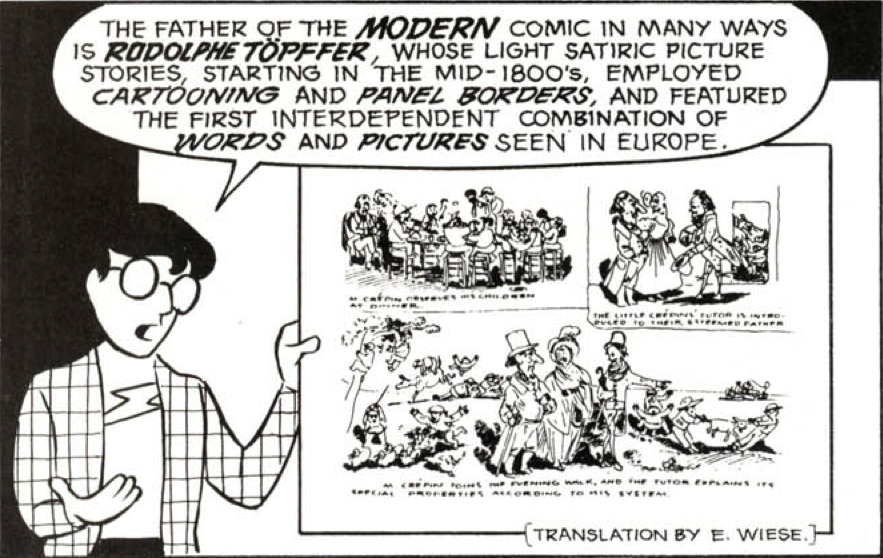 THE FATHER OF THE MODERN COMIC IN MANY WAYS
IS RODOLPHE TÖPFFER, WHOSE LIGHT SATIRIC PICTURE
STORIES, STARTING IN THE MID-1800'S, EMPLOYED
CARTOONING AND PANEL BORDERS, AND FEATURED
THE FIRST INTERDEPENDENT COMBINATION OF
WORDS AND PICTURES SEEN IN EUROPE.
M. CRÉPIN OBSERVES HIS CHILDREN
AT DINNER.
THE LITTLE CRÉPINS' TUTOR IS INTRO-
DUCED TO THEIR ESTEEMED FATHER
M. CRÉPIN JOINS THE EVENING WALK, AND THE TUTOR EXPLAINS ITS
SPECIAL PROPERTIES ACCORDING TO HIS SYSTEM.
[TRANSLATION BY E. WIESE.]